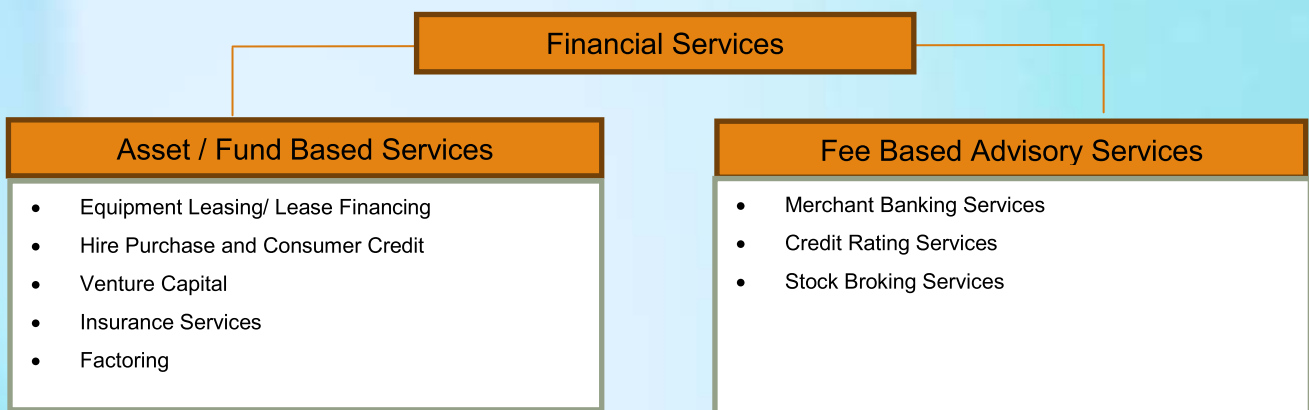 Financial Services
Asset / Fund Based Services
• Equipment Leasing/ Lease Financing
• Hire Purchase and Consumer Credit
• Venture Capital
• Insurance Services
• Factoring
Fee Based Advisory Services
• Merchant Banking Services
• Credit Rating Services
• Stock Broking Services